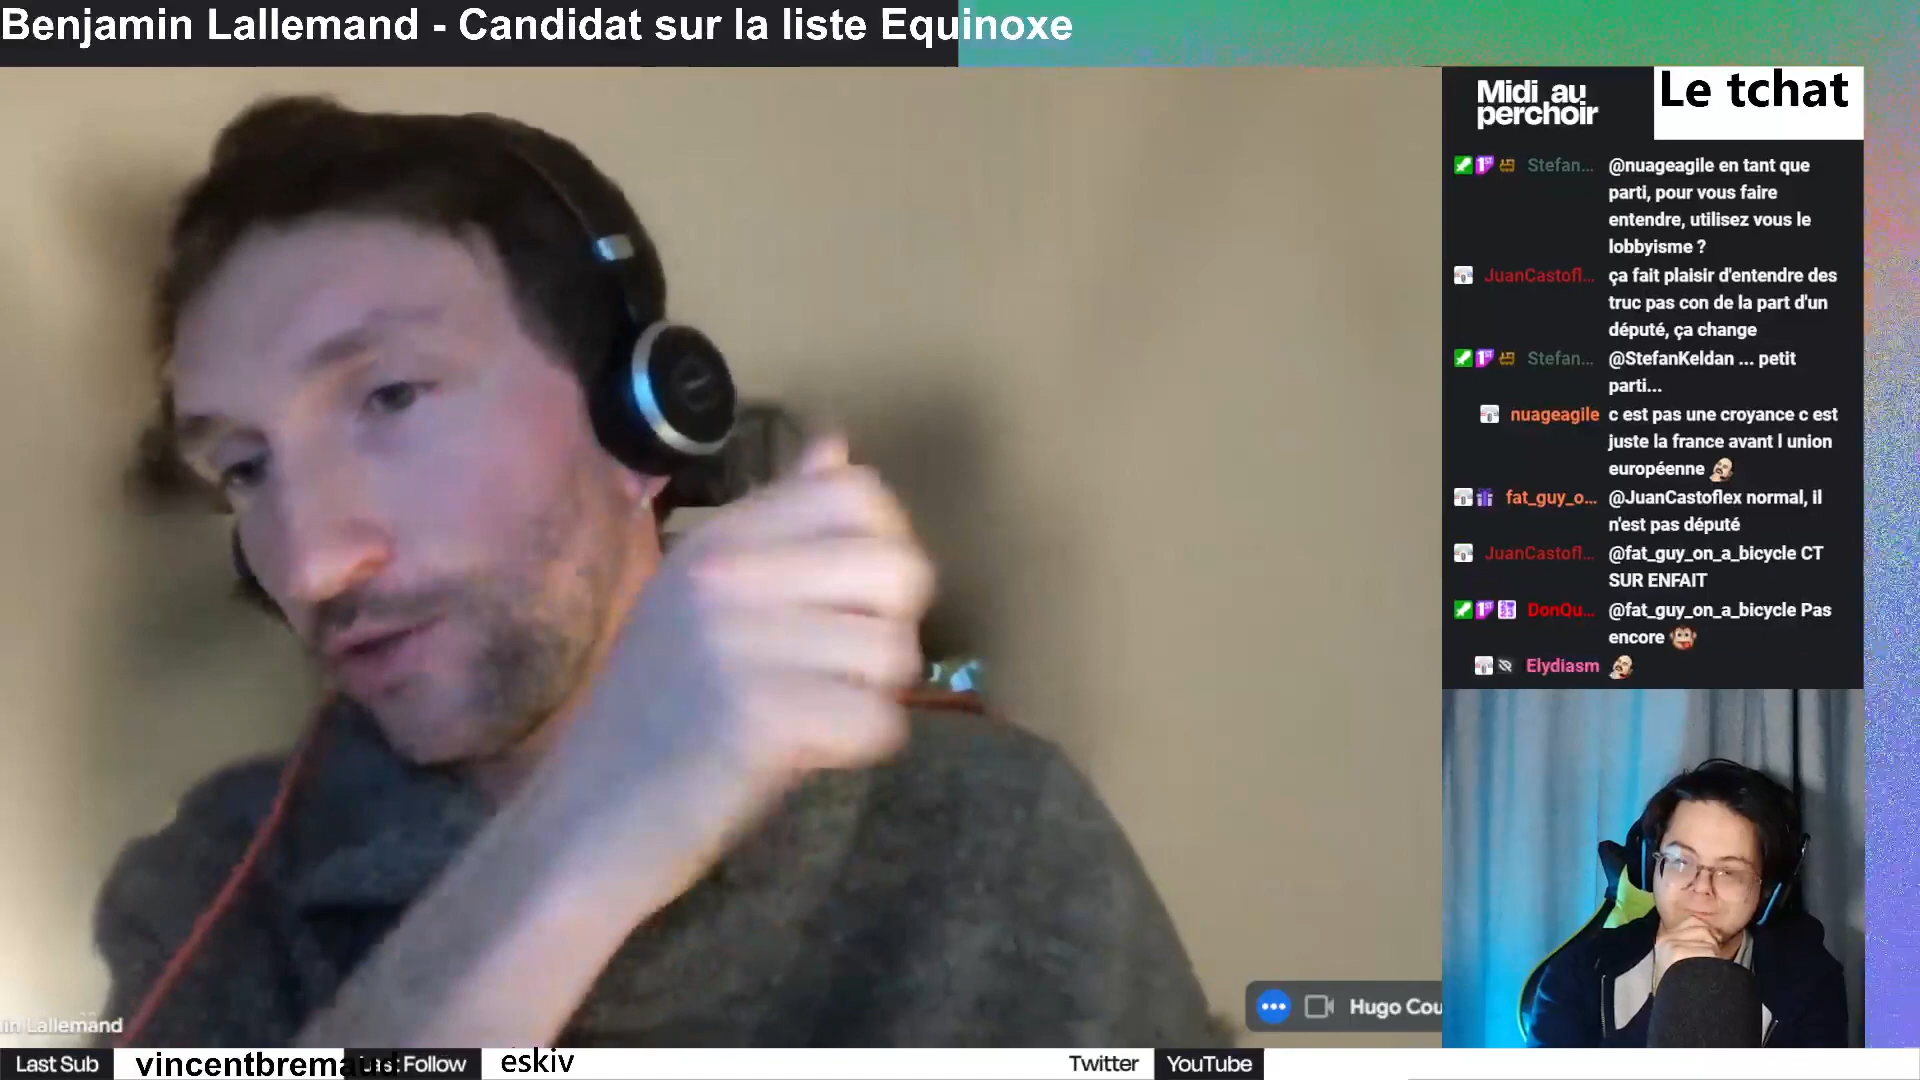 Benjamin Lallemand - Candidat sur la liste Equinoxe
Midi au
perchoir
Le tchat
Stefan... @nuageagile en tant que
parti, pour vous faire
entendre, utilisez vous le
lobbyisme ?
JuanCastofl... ça fait plaisir d'entendre des
truc pas con de la part d'un
député, ça change
Stefan... @StefanKeldan ... petit
parti...
nuageagile c est pas une croyance c est
juste la france avant l union
européenne
fat_guy_o... @JuanCastoflex normal, il
n'est pas député
JuanCastofl... @fat_guy_on_a_bicycle CT
SUR ENFAIT
DonQu... @fat_guy_on_a_bicycle Pas
encore
Elydiasm
Hugo Cou
in Lallemand
Last Sub vincentbremaud Last Follow eskiv Twitter YouTube